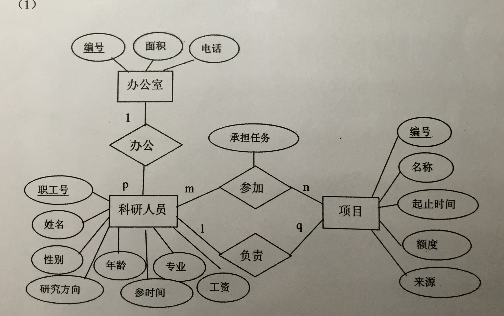 （1）
编号
面积
电话
办公室
1
办公
p
承担任务
编号
名称
起止时间
额度
来源
职工号
姓名
性别
研究方向
科研人员
m
参加
n
项目
1
负责
q
年龄
参时间
专业
工资